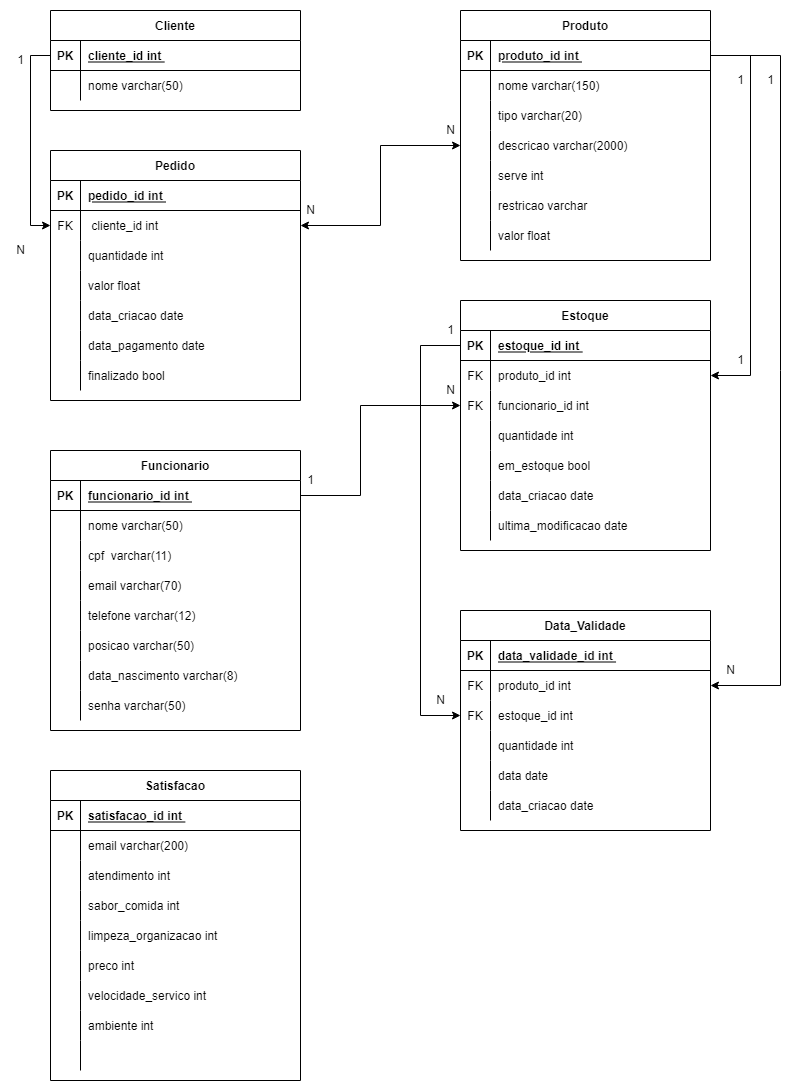 Cliente
PK cliente_id int
nome varchar(50)
1
N
Pedido
PK pedido_id int
FK cliente_id int
quantidade int
valor float
data_criacao date
data_pagamento date
finalizado bool
N
N
Produto
PK produto_id int
nome varchar(150)
tipo varchar(20)
descricao varchar(2000)
serve int
restricao varchar
valor float
1
1
Estoque
PK estoque_id int
FK produto_id int
FK funcionario_id int
quantidade int
em_estoque bool
data_criacao date
ultima_modificacao date
1
N
1
Funcionario
PK funcionario_id int
nome varchar(50)
cpf varchar(11)
email varchar(70)
telefone varchar(12)
posicao varchar(50)
data_nascimento varchar(8)
senha varchar(50)
1
Data_Validade
PK data_validade_id int
FK produto_id int
FK estoque_id int
quantidade int
data date
data_criacao date
N
N
Satisfacao
PK satisfacao_id int
email varchar(200)
atendimento int
sabor_comida int
limpeza_organizacao int
preco int
velocidade_servico int
ambiente int